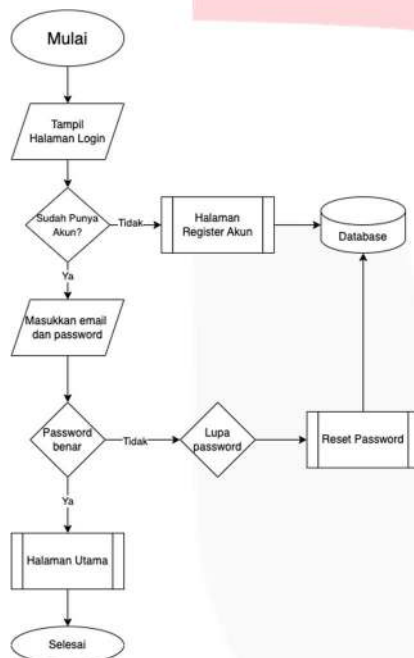 Mulai
Tampil
Halaman Login
Sudah Punya
Akun?
Tidak
Halaman
Register Akun
Database
Ya
Masukkan email
dan password
Password
benar
Tidak
Lupa
password
Reset Password
Ya
Halaman Utama
Selesai